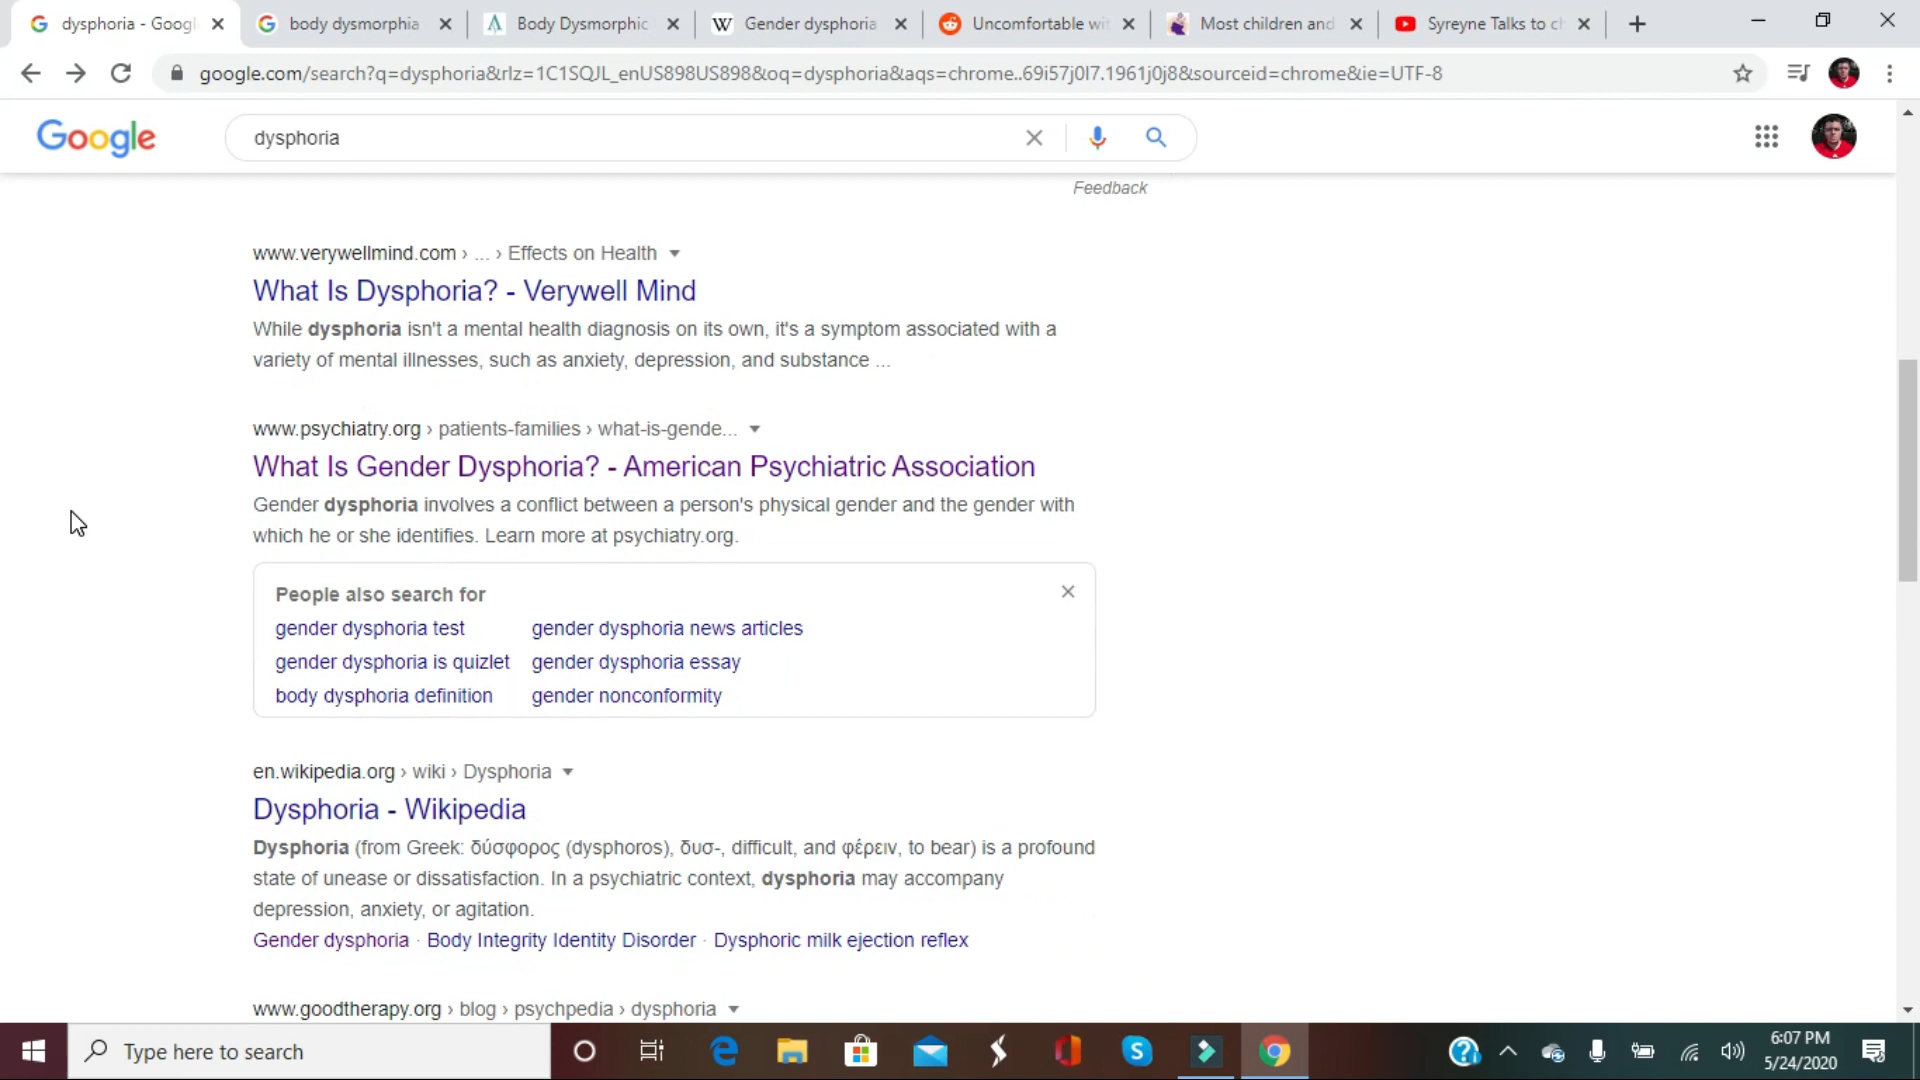 dysphoria - Googl
body dysmorphia
Body Dysmorphic
Gender dysphoria
Uncomfortable wit
Most children and
Syreyne Talks to ch
google.com/search?q=dysphoria&rlz=1C1SQJL_enUS898US898&oq=dysphoria&aqs=chrome..69i57j0l7.1961j0j8&sourceid=chrome&ie=UTF-8
Google
dysphoria
Feedback
www.verywellmind.com › ... › Effects on Health
What Is Dysphoria? - Verywell Mind
While dysphoria isn't a mental health diagnosis on its own, it's a symptom associated with a
variety of mental illnesses, such as anxiety, depression, and substance ...
www.psychiatry.org › patients-families › what-is-gende...
What Is Gender Dysphoria? - American Psychiatric Association
Gender dysphoria involves a conflict between a person's physical gender and the gender with
which he or she identifies. Learn more at psychiatry.org.
People also search for
gender dysphoria test gender dysphoria news articles
gender dysphoria is quizlet gender dysphoria essay
body dysphoria definition gender nonconformity
en.wikipedia.org › wiki › Dysphoria
Dysphoria - Wikipedia
Dysphoria (from Greek: δύσφορος (dysphoros), δυσ-, difficult, and φέρειν, to bear) is a profound
state of unease or dissatisfaction. In a psychiatric context, dysphoria may accompany
depression, anxiety, or agitation.
Gender dysphoria · Body Integrity Identity Disorder · Dysphoric milk ejection reflex
www.goodtherapy.org › blog › psychpedia › dysphoria
Type here to search
6:07 PM
5/24/2020